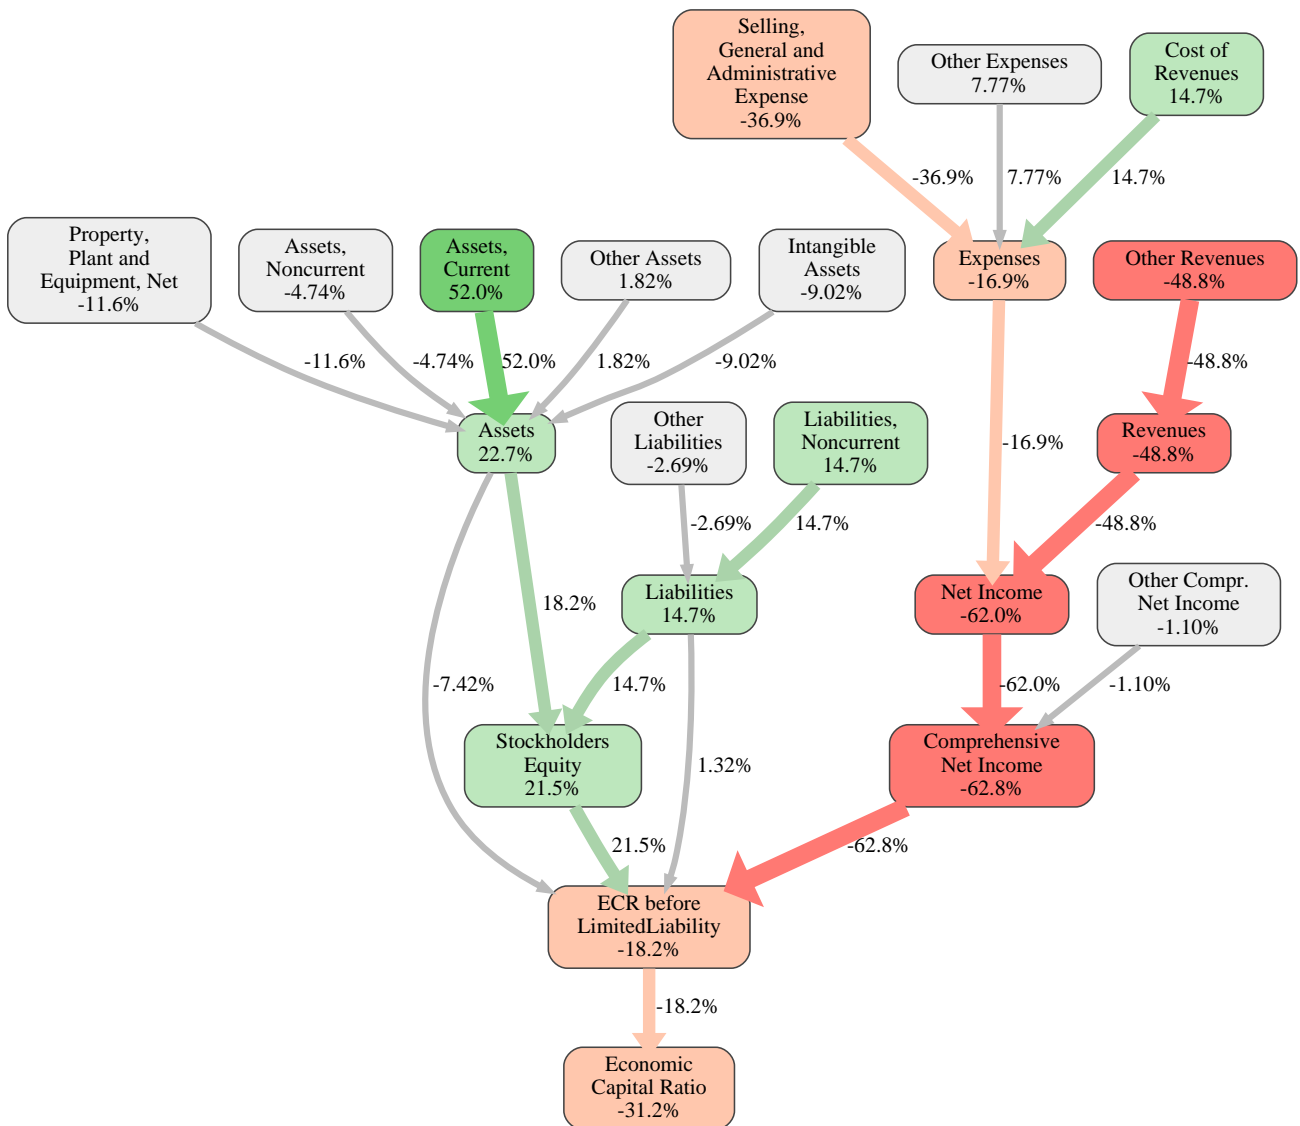 Selling,
General and
Administrative
Expense
-36.9%
Other Expenses
7.77%
Cost of
Revenues
14.7%
-36.9%
7.77%
14.7%
Property,
Plant and
Equipment, Net
-11.6%
Assets,
Noncurrent
-4.74%
Assets,
Current
52.0%
Other Assets
1.82%
Intangible
Assets
-9.02%
Expenses
-16.9%
Other Revenues
-48.8%
-11.6%
-4.74%
52.0%
1.82%
-9.02%
-48.8%
Assets
22.7%
Other
Liabilities
-2.69%
Liabilities,
Noncurrent
14.7%
-16.9%
Revenues
-48.8%
-2.69%
14.7%
-48.8%
18.2%
Liabilities
14.7%
Net Income
-62.0%
Other Compr.
Net Income
-1.10%
-7.42%
14.7%
-62.0%
-1.10%
Stockholders
Equity
21.5%
1.32%
Comprehensive
Net Income
-62.8%
21.5%
-62.8%
ECR before
LimitedLiability
-18.2%
-18.2%
Economic
Capital Ratio
-31.2%